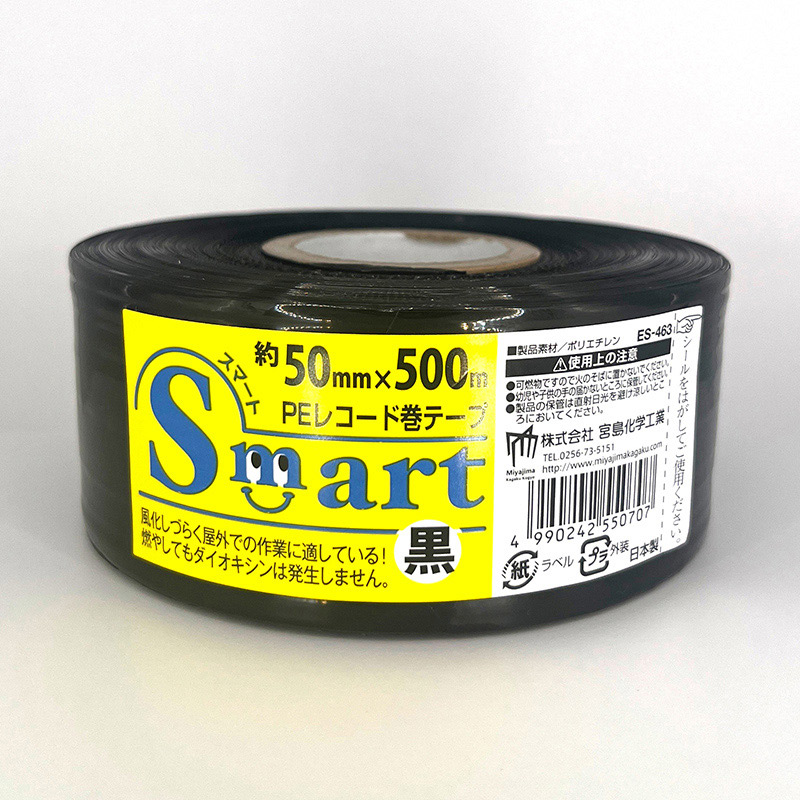 約50mm×500m
スマート
PEレコード巻テープ
Smart
風化しづらく屋外での作業に適している!
燃やしてもダイオキシンは発生しません。
黒
■製品素材/ポリエチレン ES-463
⚠使用上の注意
●可燃物ですので火のそばに置かないでください。
●幼児や子供の手の届かないところに保管してください。
●製品の保管は直射日光を避け涼しいところにおいてください。
Miyajima
Kagaku Kogyo
株式会社 宮島化学工業
TEL.0256-73-5151
http://www.miyajimakagaku.com
4 990242 550707
紙 ラベル プラ 外装 日本製
シールをはがしてご使用ください。